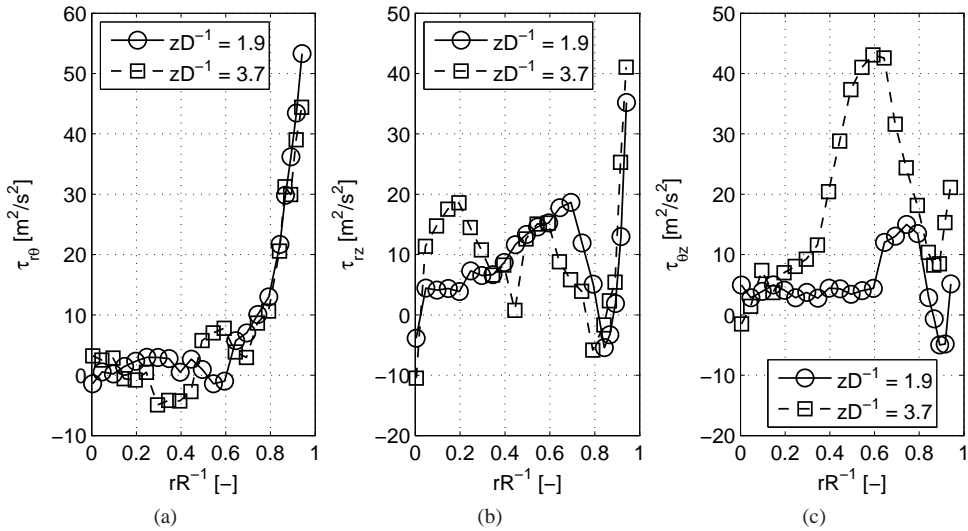 60
50
40
30
20
10
0
−10
0
0.2
0.4
0.6
0.8
1
τrθ [m²/s²]
rR⁻¹ [−]
zD⁻¹ = 1.9
zD⁻¹ = 3.7
(a)
50
40
30
20
10
0
−10
−20
0
0.2
0.4
0.6
0.8
1
τrz [m²/s²]
rR⁻¹ [−]
zD⁻¹ = 1.9
zD⁻¹ = 3.7
(b)
50
40
30
20
10
0
−10
−20
0
0.2
0.4
0.6
0.8
1
τθz [m²/s²]
rR⁻¹ [−]
zD⁻¹ = 1.9
zD⁻¹ = 3.7
(c)